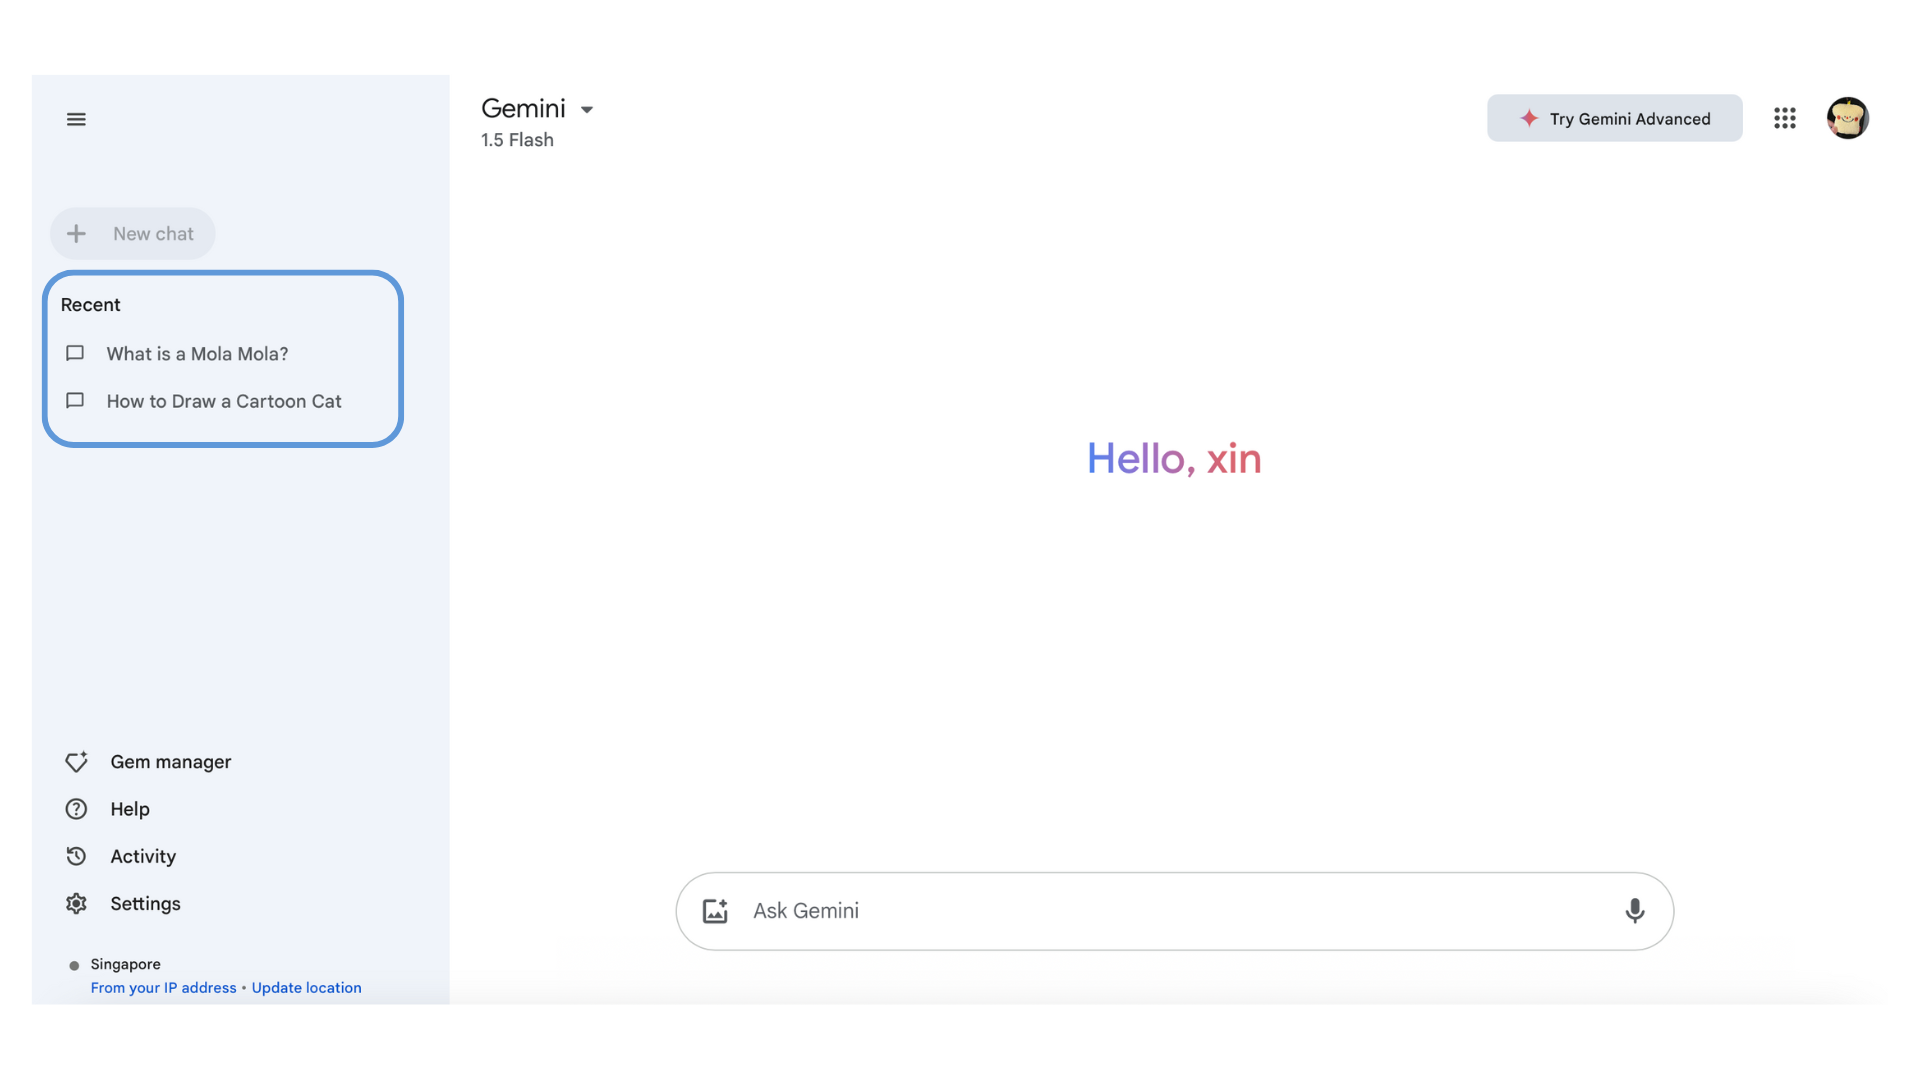 Gemini
1.5 Flash
Try Gemini Advanced
New chat
Recent
What is a Mola Mola?
How to Draw a Cartoon Cat
Hello, xin
Gem manager
Help
Activity
Settings
Ask Gemini
Singapore
From your IP address • Update location